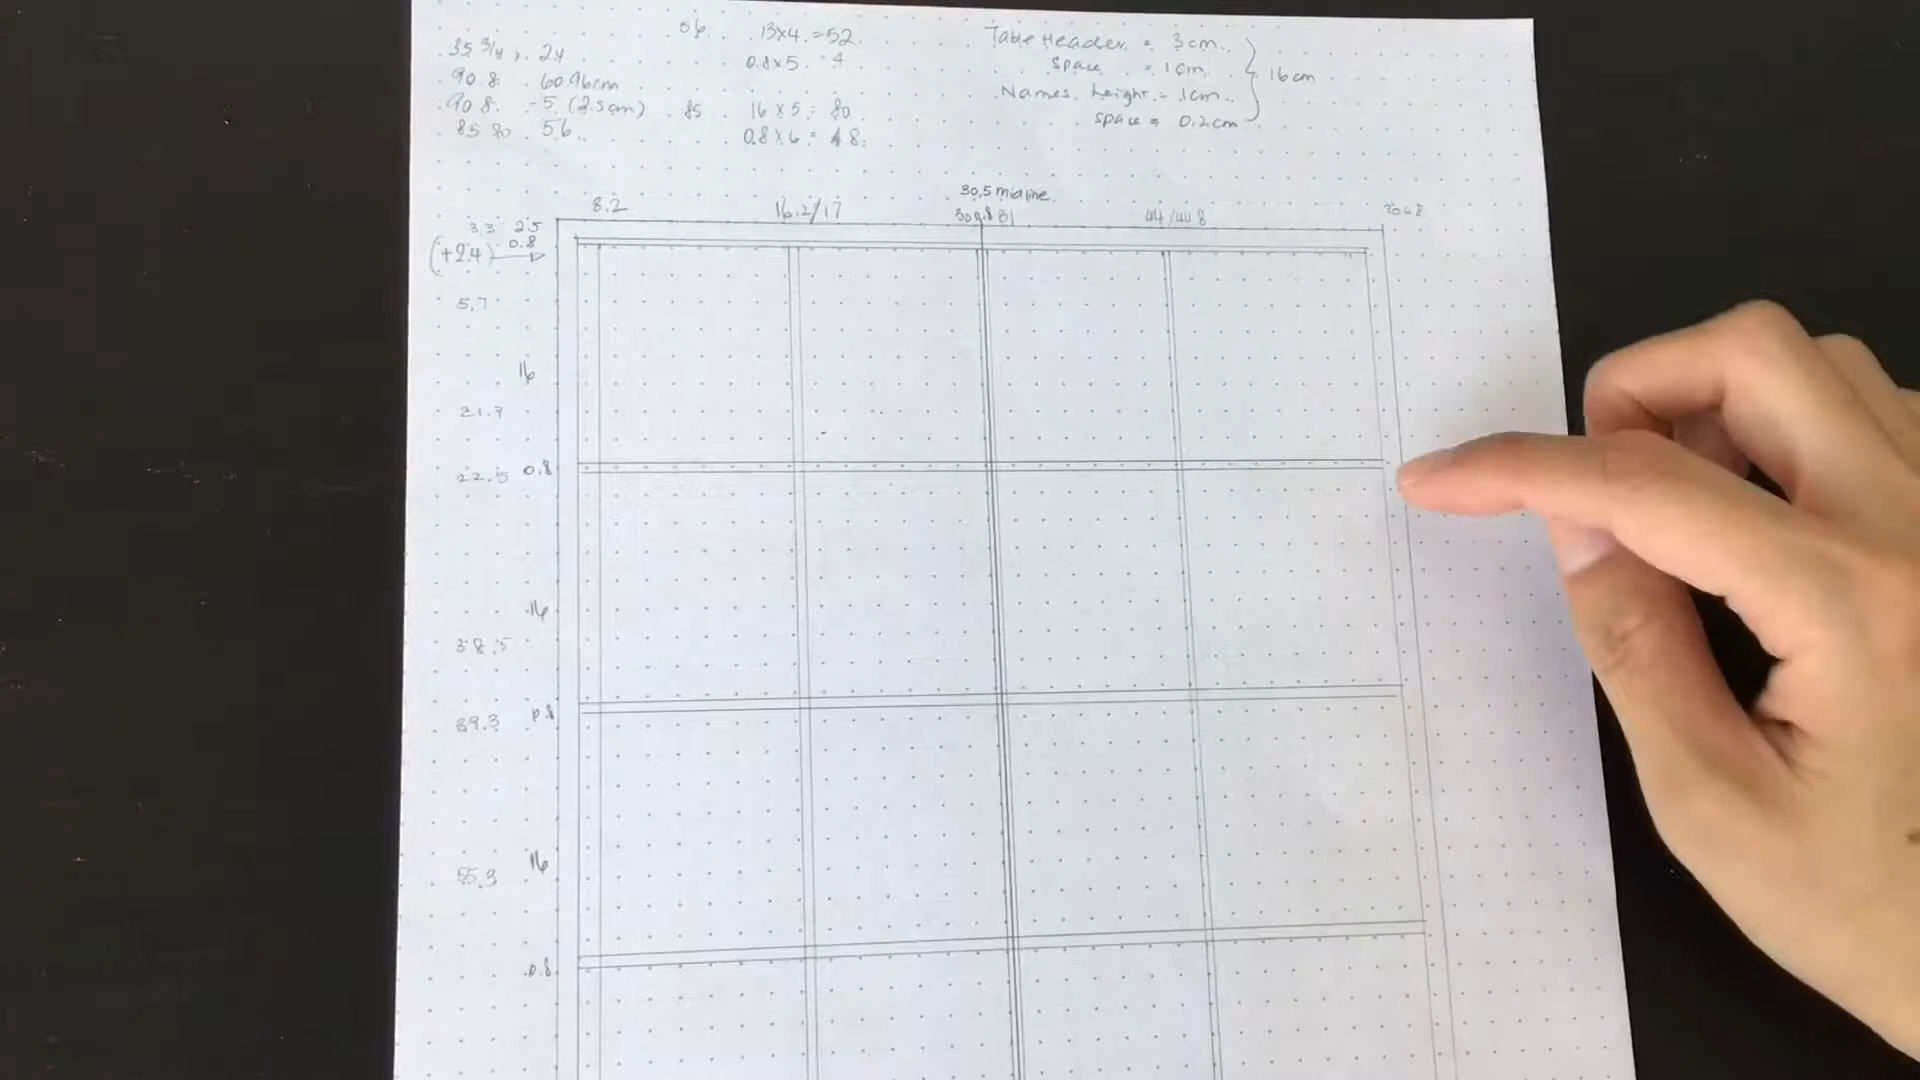 56 13x4.=52
35 3/4, 24
0.8x5 = 4
90 8. 60.96cm
90 8. -5 (2.5cm) 85 16 x 5 = 80
85 80 56
0.8x6 = 4 8
Table Header = 3cm.
space = 1cm
Names. height = 1cm..
space = 0.2cm
16cm
30,5 midline
8.2 16.2/17 31 44/44 8
3.3 2.5
0.8
(+2.4)
5.7
16
21.7
22.5 0.8
16
38.5
39.3
16
55.3
0.8